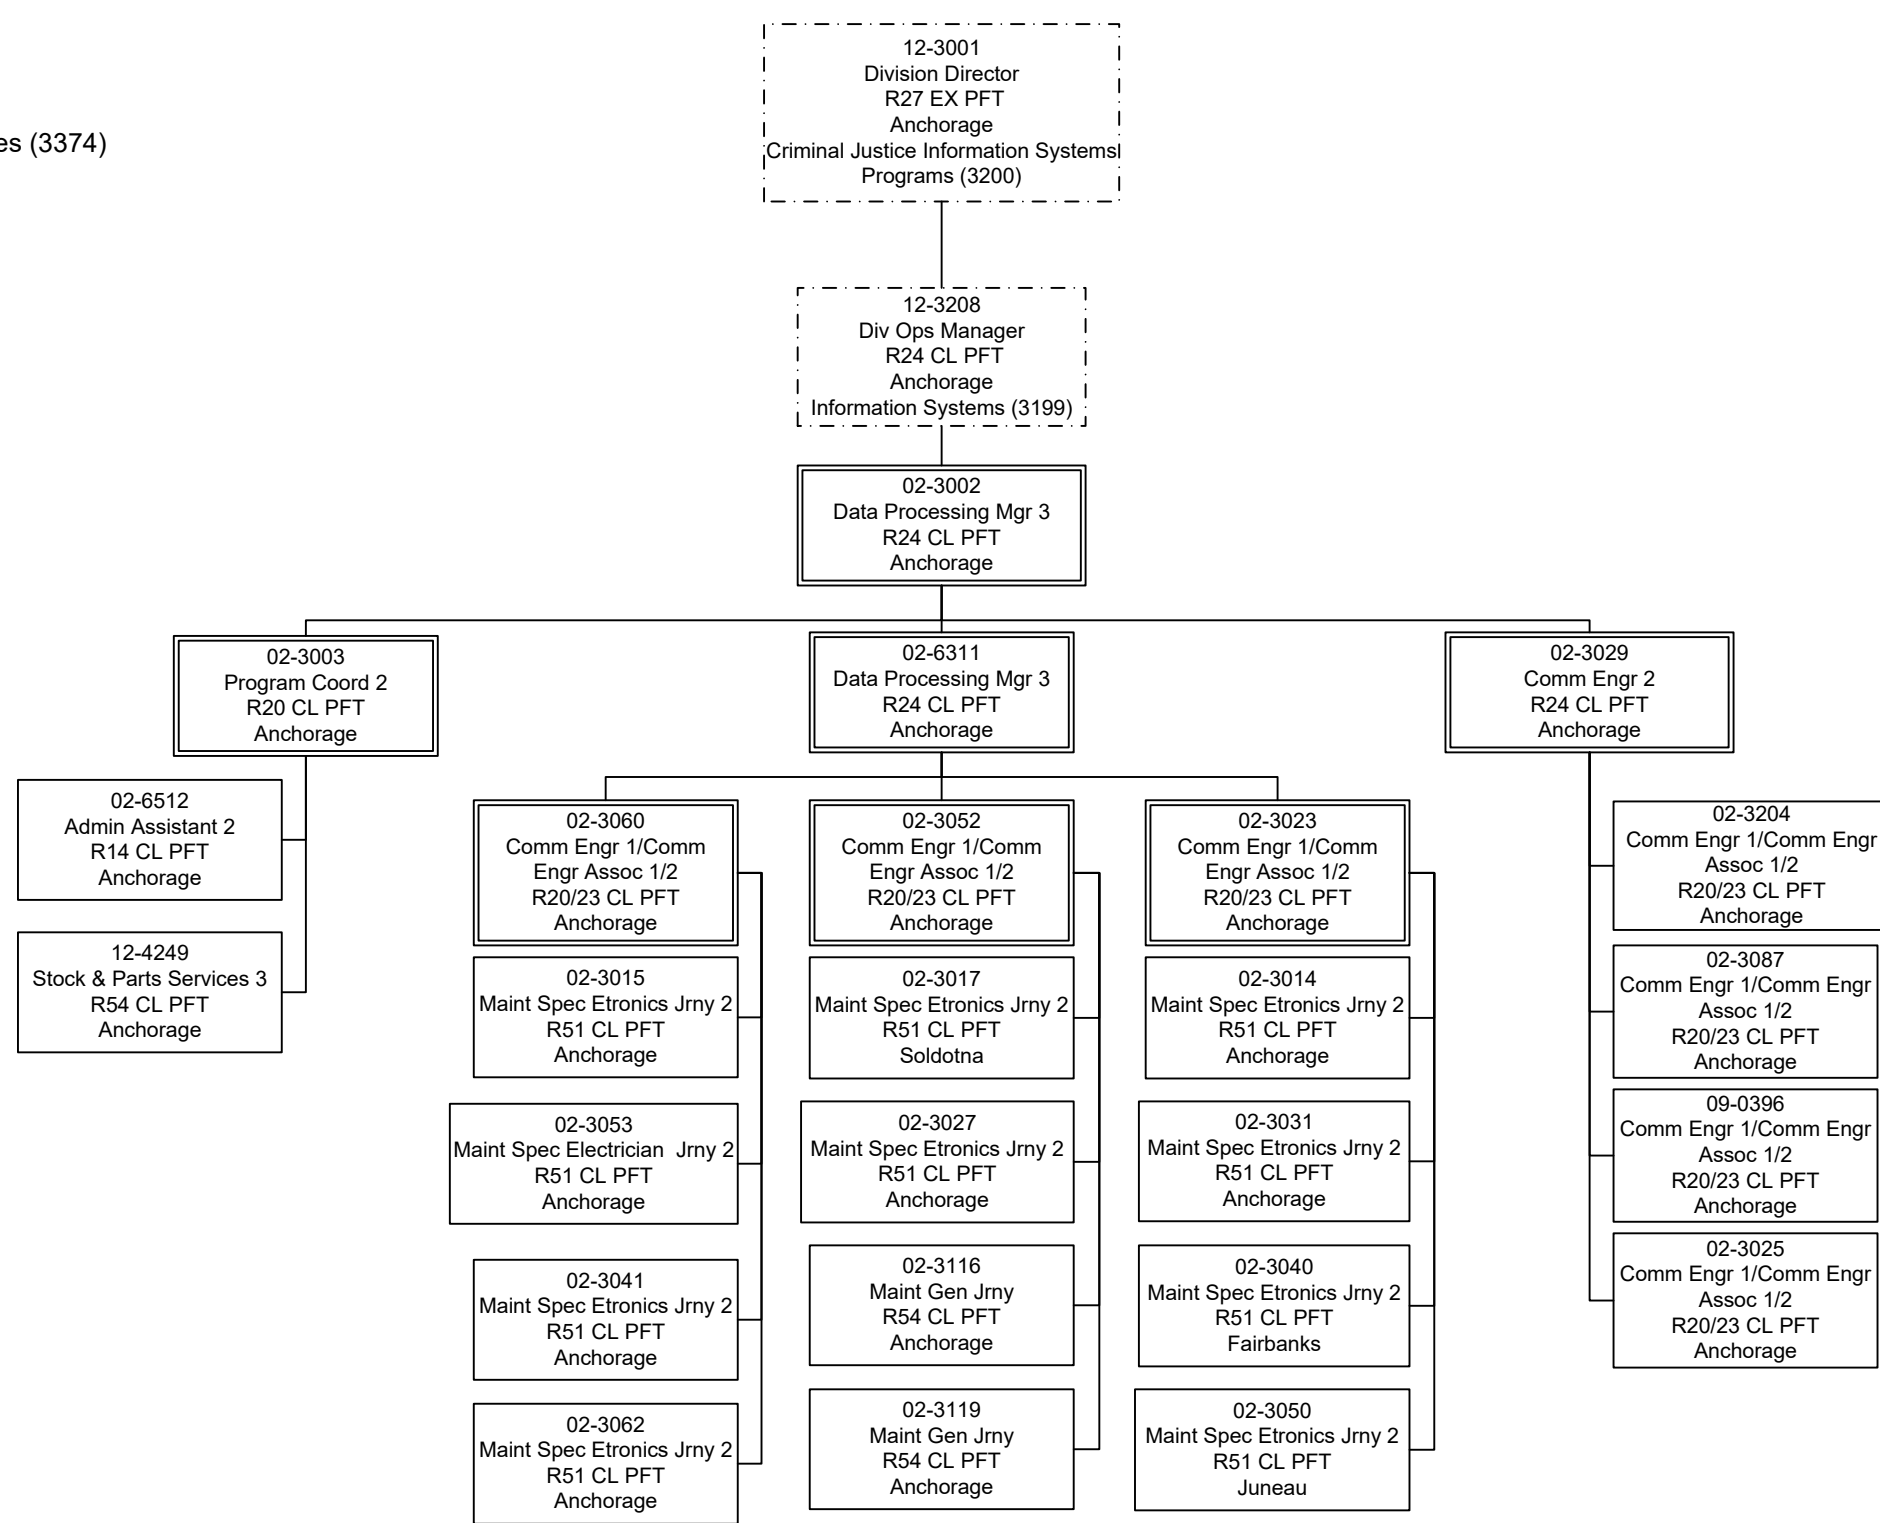 es (3374)
12-3001
Division Director
R27 EX PFT
Anchorage
Criminal Justice Information Systems
Programs (3200)
12-3208
Div Ops Manager
R24 CL PFT
Anchorage
Information Systems (3199)
02-3002
Data Processing Mgr 3
R24 CL PFT
Anchorage
02-3003
Program Coord 2
R20 CL PFT
Anchorage
02-6311
Data Processing Mgr 3
R24 CL PFT
Anchorage
02-3029
Comm Engr 2
R24 CL PFT
Anchorage
02-6512
Admin Assistant 2
R14 CL PFT
Anchorage
12-4249
Stock & Parts Services 3
R54 CL PFT
Anchorage
02-3060
Comm Engr 1/Comm
Engr Assoc 1/2
R20/23 CL PFT
Anchorage
02-3015
Maint Spec Etronics Jrny 2
R51 CL PFT
Anchorage
02-3053
Maint Spec Electrician  Jrny 2
R51 CL PFT
Anchorage
02-3041
Maint Spec Etronics Jrny 2
R51 CL PFT
Anchorage
02-3062
Maint Spec Etronics Jrny 2
R51 CL PFT
Anchorage
02-3052
Comm Engr 1/Comm
Engr Assoc 1/2
R20/23 CL PFT
Anchorage
02-3017
Maint Spec Etronics Jrny 2
R51 CL PFT
Soldotna
02-3027
Maint Spec Etronics Jrny 2
R51 CL PFT
Anchorage
02-3116
Maint Gen Jrny
R54 CL PFT
Anchorage
02-3119
Maint Gen Jrny
R54 CL PFT
Anchorage
02-3023
Comm Engr 1/Comm
Engr Assoc 1/2
R20/23 CL PFT
Anchorage
02-3014
Maint Spec Etronics Jrny 2
R51 CL PFT
Anchorage
02-3031
Maint Spec Etronics Jrny 2
R51 CL PFT
Anchorage
02-3040
Maint Spec Etronics Jrny 2
R51 CL PFT
Fairbanks
02-3050
Maint Spec Etronics Jrny 2
R51 CL PFT
Juneau
02-3204
Comm Engr 1/Comm Engr
Assoc 1/2
R20/23 CL PFT
Anchorage
02-3087
Comm Engr 1/Comm Engr
Assoc 1/2
R20/23 CL PFT
Anchorage
09-0396
Comm Engr 1/Comm Engr
Assoc 1/2
R20/23 CL PFT
Anchorage
02-3025
Comm Engr 1/Comm Engr
Assoc 1/2
R20/23 CL PFT
Anchorage